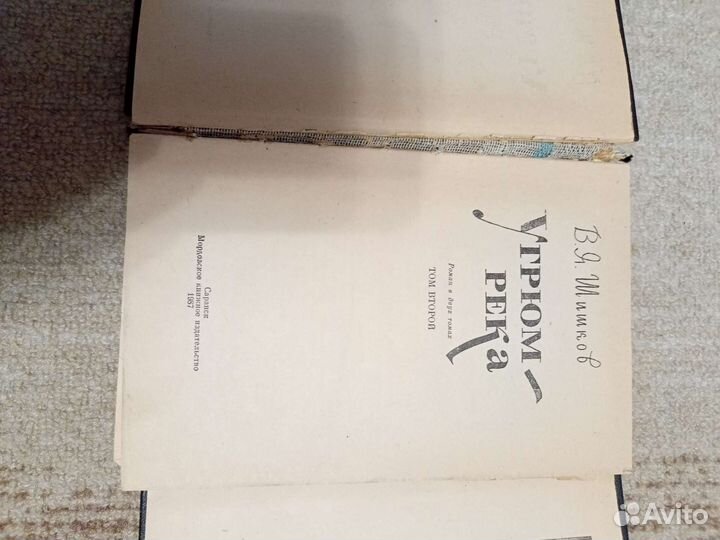 В.Я. Шишков
Угрюм-
река
Роман в двух томах
ТОМ ВТОРОЙ
Саранск
Мордовское книжное издательство
1987
Avito